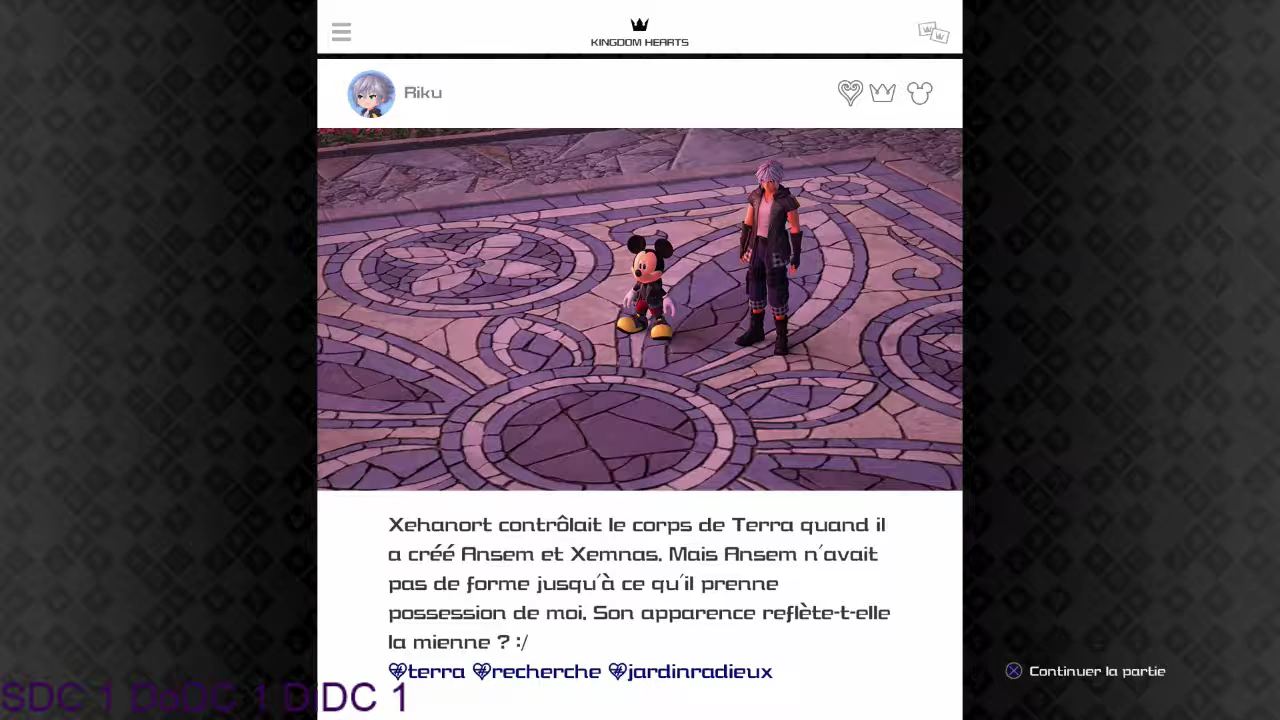 KINGDOM HEARTS
Riku
Xehanort contrôlait le corps de Terra quand il
a créé Ansem et Xemnas. Mais Ansem n'avait
pas de forme jusqu'à ce qu'il prenne
possession de moi. Son apparence reflète-t-elle
la mienne ? :/
#terra #recherche #jardinradieux
Continuer la partie
SDC 1 DoDC 1 DiDC 1